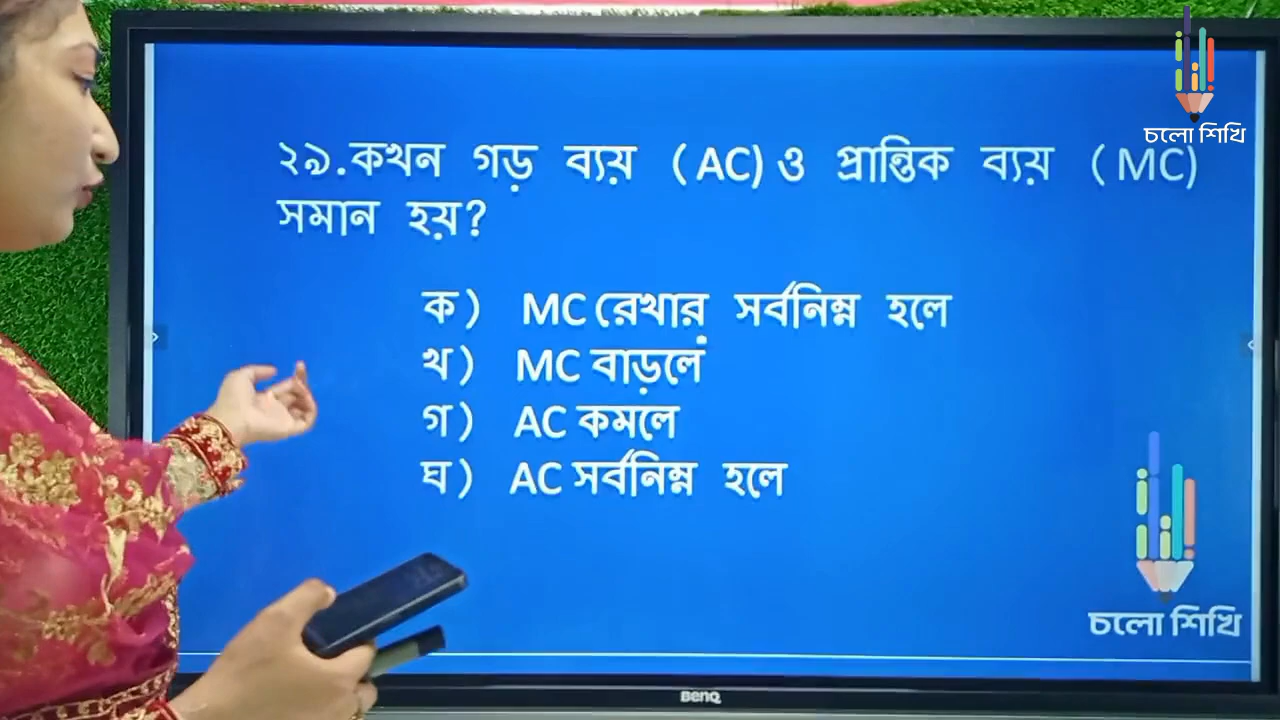 চলো শিখি
২৯.কখন গড় ব্যয় (AC) ও প্রান্তিক ব্যয় (MC)
সমান হয়?
ক) MC রেখার সর্বনিম্ন হলে
খ) MC বাড়লে
গ) AC কমলে
ঘ) AC সর্বনিম্ন হলে
চলো শিখি
BenQ